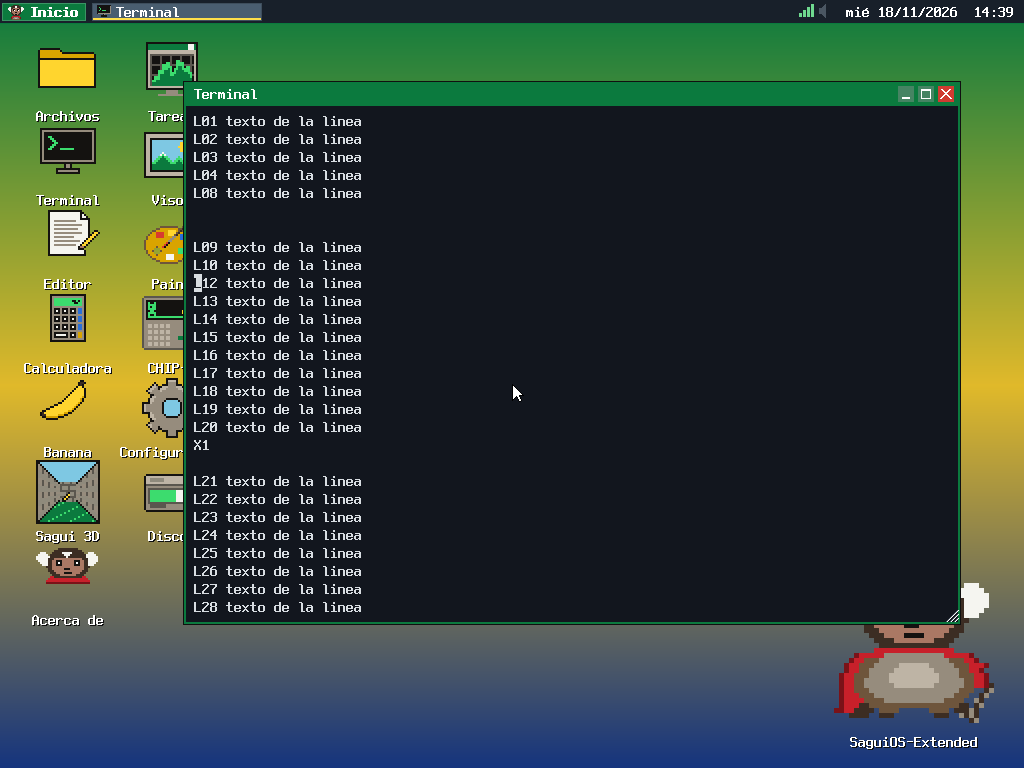 Inicio
Terminal
mié 18/11/2026 14:39
Archivos
Terminal
Editor
Calculadora
Banana
Sagui 3D
Acerca de
Terminal
L01 texto de la linea
L02 texto de la linea
L03 texto de la linea
L04 texto de la linea
L08 texto de la linea
L09 texto de la linea
L10 texto de la linea
L12 texto de la linea
L13 texto de la linea
L14 texto de la linea
L15 texto de la linea
L16 texto de la linea
L17 texto de la linea
L18 texto de la linea
L19 texto de la linea
L20 texto de la linea
X1
L21 texto de la linea
L22 texto de la linea
L23 texto de la linea
L24 texto de la linea
L25 texto de la linea
L26 texto de la linea
L27 texto de la linea
L28 texto de la linea
SaguiOS-Extended